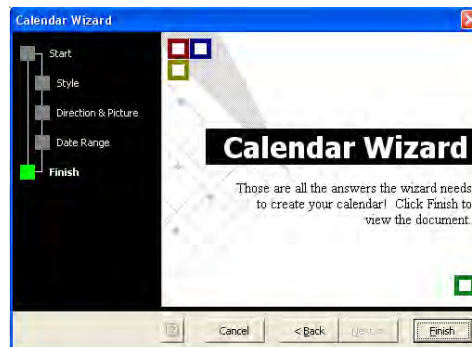 Calendar Wizard
Start
Style
Direction & Picture
Date Range
Finish
Calendar Wizard
Those are all the answers the wizard needs
to create your calendar! Click Finish to
view the document.
Cancel
< Back
Next >
Finish